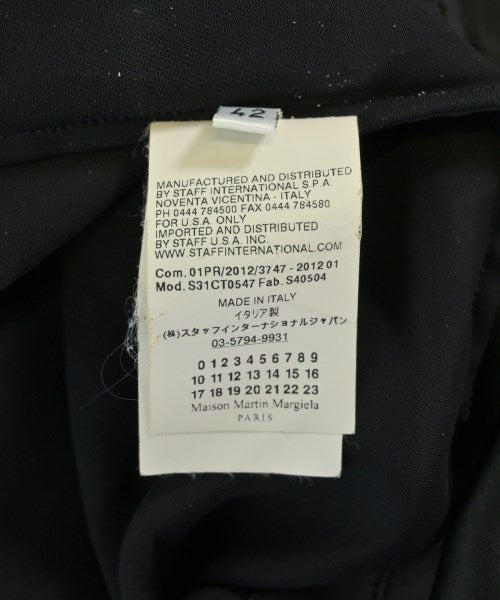 42
MANUFACTURED AND DISTRIBUTED
BY STAFF INTERNATIONAL S.P.A.
NOVENTA VICENTINA - ITALY
PH 0444 784500 FAX 0444 784580
FOR U.S.A. ONLY
IMPORTED AND DISTRIBUTED
BY STAFF U.S.A. INC.
WWW.STAFFINTERNATIONAL.COM
Com. 01PR/2012/3747 - 2012 01
Mod. S31CT0547 Fab. S40504
MADE IN ITALY
イタリア製
(株)スタッフインターナショナルジャパン
03-5794-9931
0 1 2 3 4 5 6 7 8 9
10 11 12 13 14 15 16
17 18 19 20 21 22 23
Maison Martin Margiela
PARIS